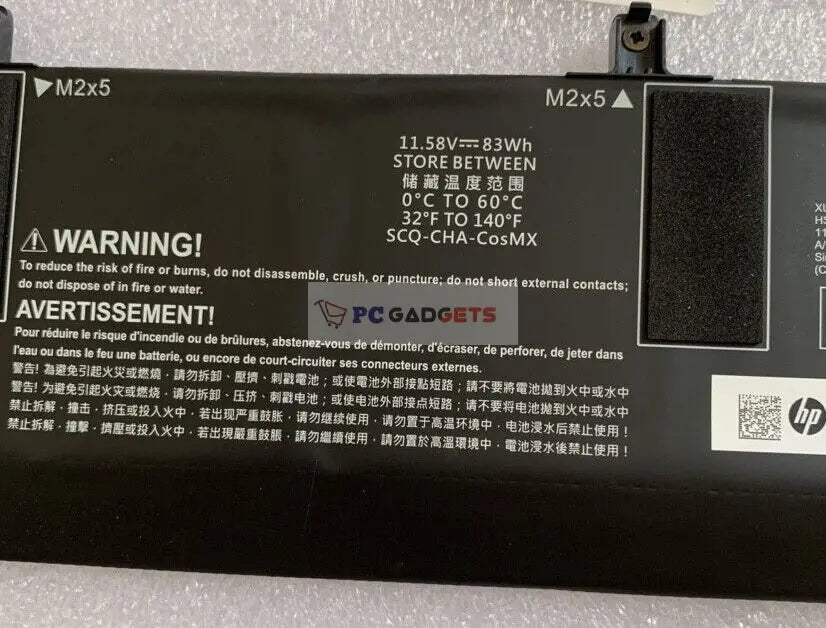 M2x5
M2x5
11.58V⎓83Wh
STORE BETWEEN
储藏温度范围
0°C TO 60°C
32°F TO 140°F
SCQ-CHA-CosMX
WARNING!
To reduce the risk of fire or burns, do not disassemble, crush, or puncture; do not short external contacts;
do not dispose of in fire or water.
AVERTISSEMENT!
Pour réduire le risque d'incendie ou de brûlures, abstenez-vous de démonter, d'écraser, de perforer, de jeter dans
l'eau ou dans le feu une batterie, ou encore de court-circuiter ses connecteurs externes.
警告! 為避免引起火災或燃燒，請勿拆卸、壓擠、刺戳電池；或使電池外部接點短路；請不要將電池拋到火中或水中
警告! 为避免引起火灾或燃烧，请勿拆卸、压挤、刺戳电池；或使电池外部接点短路；请不要将电池抛到火中或水中
禁止拆解，撞击，挤压或投入火中，若出现严重鼓胀，请勿继续使用，请勿置于高温环境中，电池浸水后禁止使用！
禁止拆解，撞擊，擠壓或投入火中，若出現嚴重鼓脹，請勿繼續使用，請勿置於高溫環境中，電池浸水後禁止使用！
PC GADGETS
XL
11
A/
(C
hp